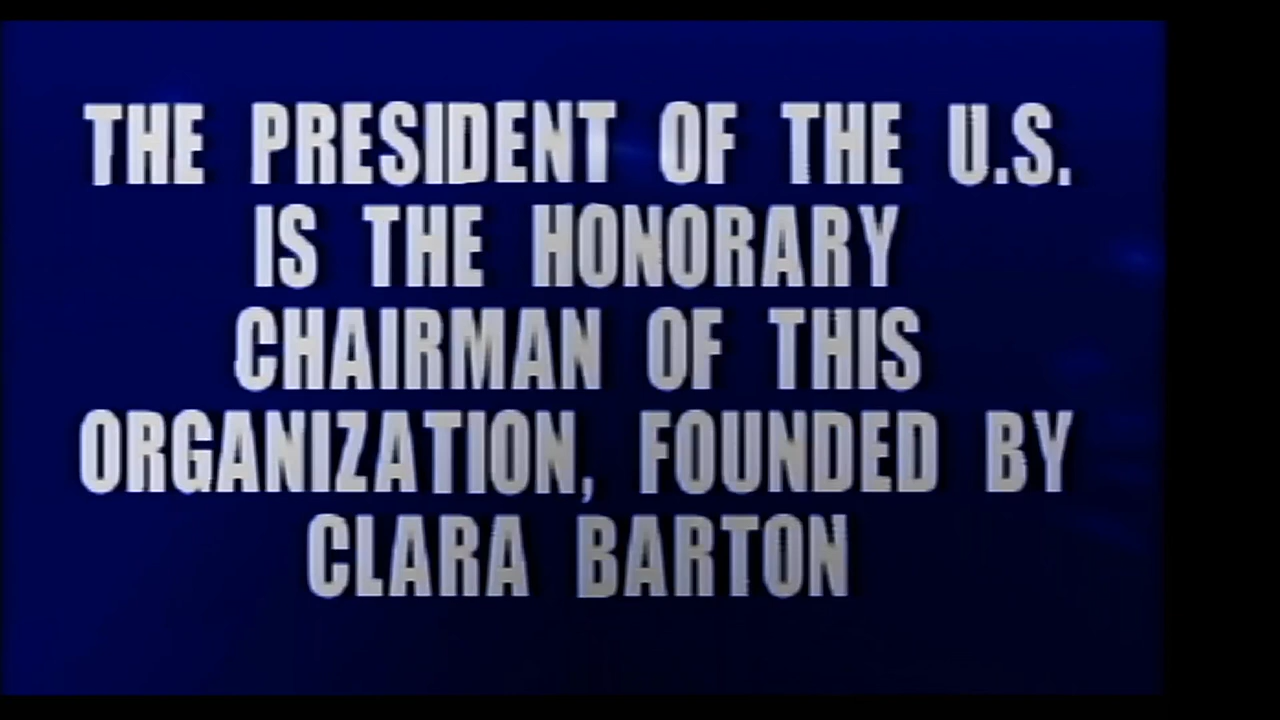 THE PRESIDENT OF THE U.S.
IS THE HONORARY
CHAIRMAN OF THIS
ORGANIZATION, FOUNDED BY
CLARA BARTON